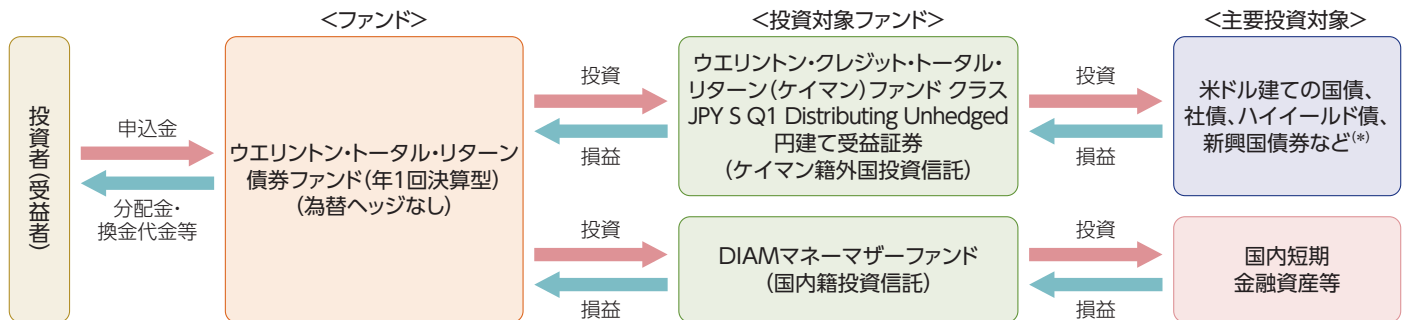 <ファンド>
<投資対象ファンド>
<主要投資対象>
投資者(受益者)
申込金
分配金・
換金代金等
ウエリントン・トータル・リターン
債券ファンド(年1回決算型)
(為替ヘッジなし)
投資
損益
ウエリントン・クレジット・トータル・
リターン(ケイマン)ファンド クラス
JPY S Q1 Distributing Unhedged
円建て受益証券
(ケイマン籍外国投資信託)
投資
損益
米ドル建ての国債、
社債、ハイイールド債、
新興国債券など(*)
投資
損益
DIAMマネーマザーファンド
(国内籍投資信託)
投資
損益
国内短期
金融資産等